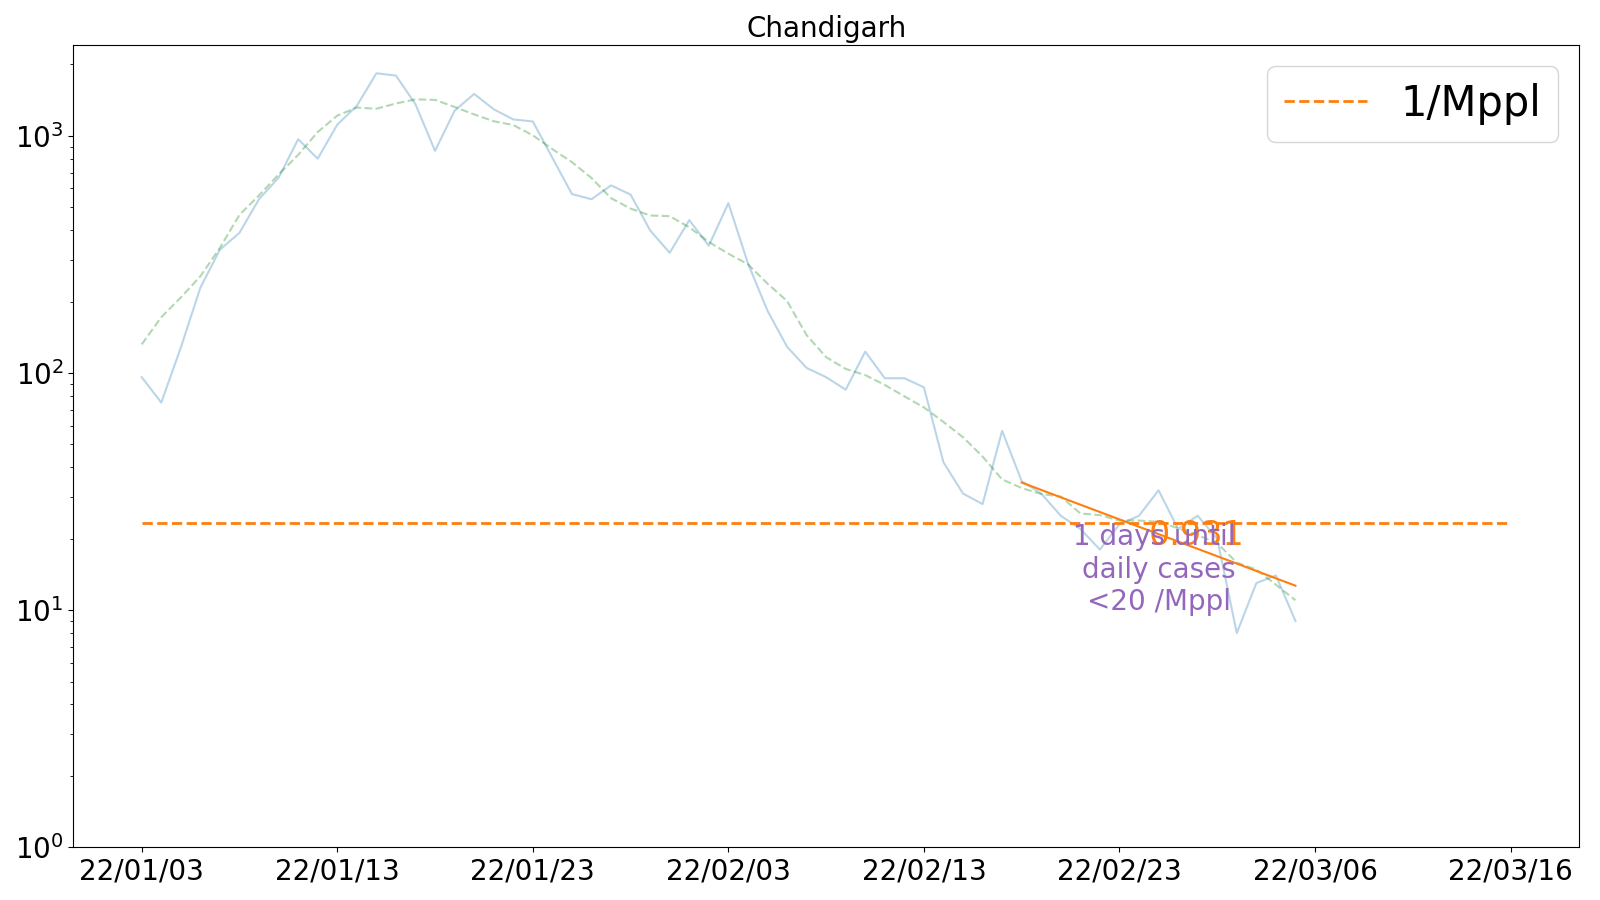 Chandigarh
1/Mppl
10³
10²
10¹
10⁰
0.931
1 days until
daily cases
<20 /Mppl
22/01/03 22/01/13 22/01/23 22/02/03 22/02/13 22/02/23 22/03/06 22/03/16